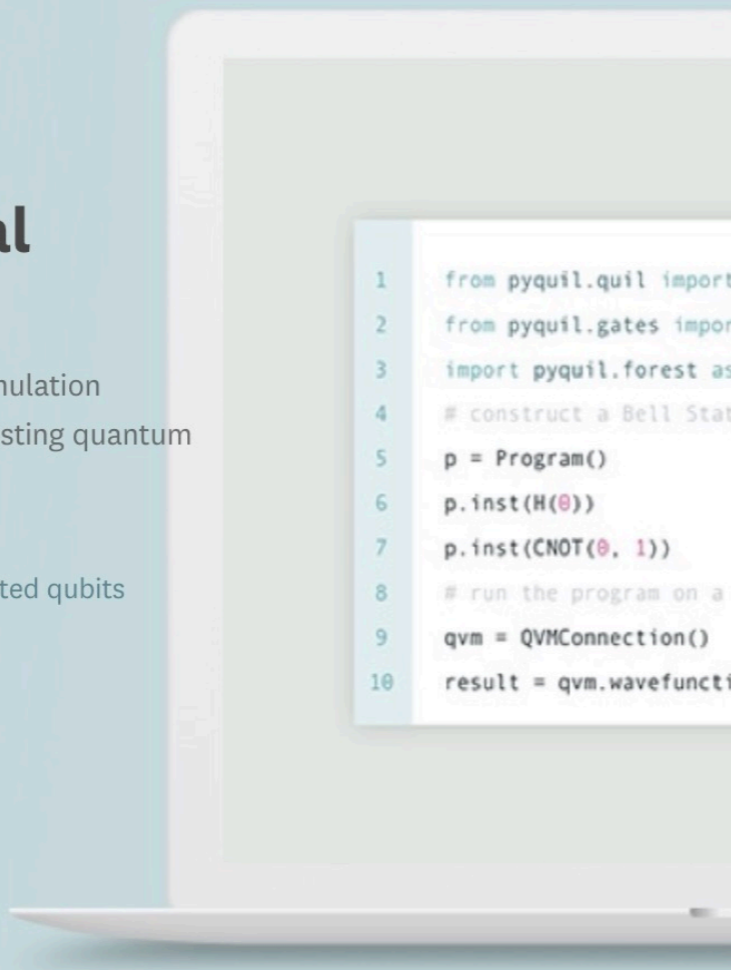 al
nulation
sting quantum
ted qubits
1 from pyquil.quil import
2 from pyquil.gates impor
3 import pyquil.forest as
4 # construct a Bell Stat
5 p = Program()
6 p.inst(H(0))
7 p.inst(CNOT(0, 1))
8 # run the program on a
9 qvm = QVMConnection()
10 result = qvm.wavefuncti